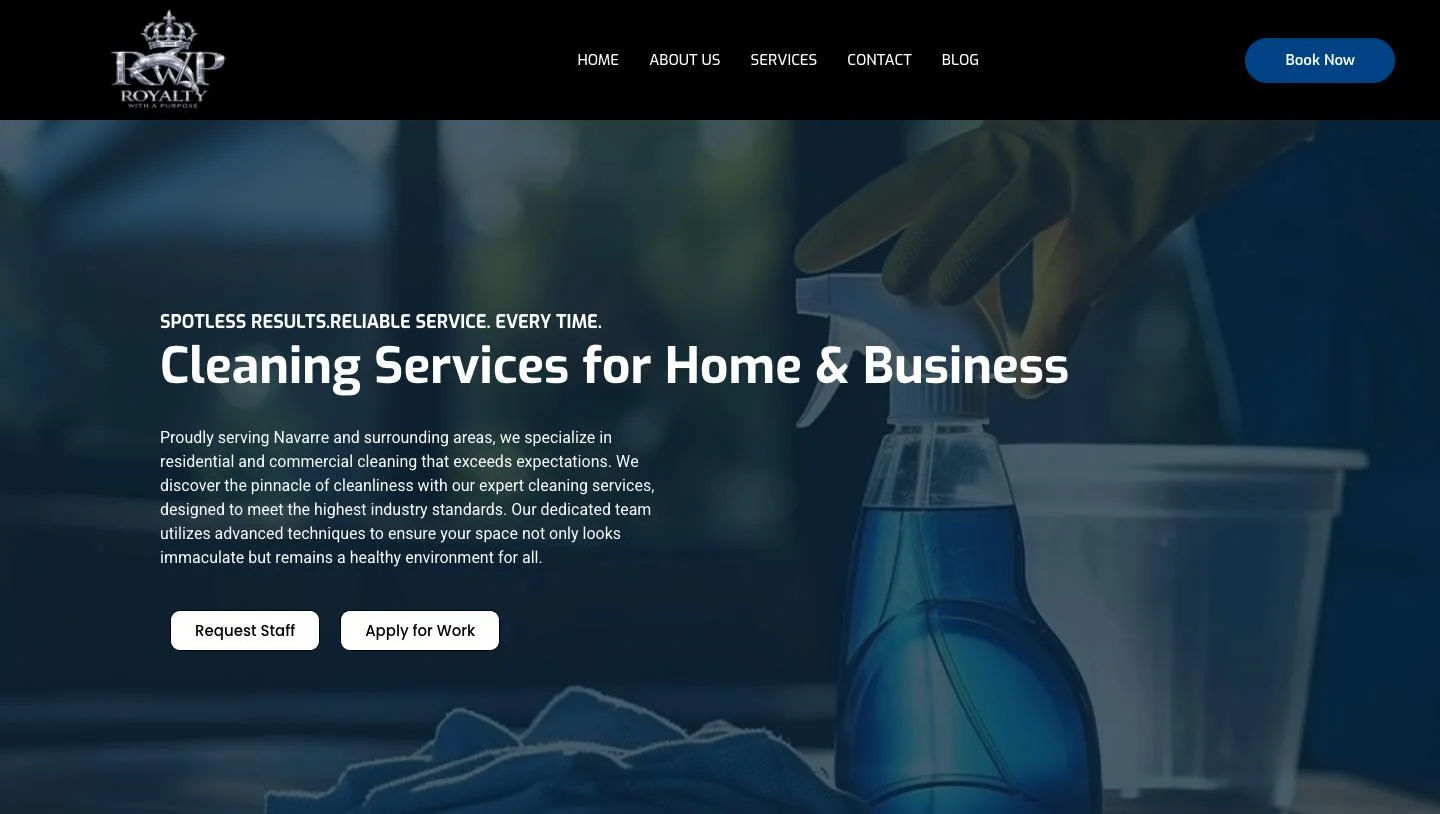 RWP
ROYALTY
WITH A PURPOSE
HOME
ABOUT US
SERVICES
CONTACT
BLOG
Book Now
SPOTLESS RESULTS.RELIABLE SERVICE. EVERY TIME.
Cleaning Services for Home & Business
Proudly serving Navarre and surrounding areas, we specialize in
residential and commercial cleaning that exceeds expectations. We
discover the pinnacle of cleanliness with our expert cleaning services,
designed to meet the highest industry standards. Our dedicated team
utilizes advanced techniques to ensure your space not only looks
immaculate but remains a healthy environment for all.
Request Staff
Apply for Work